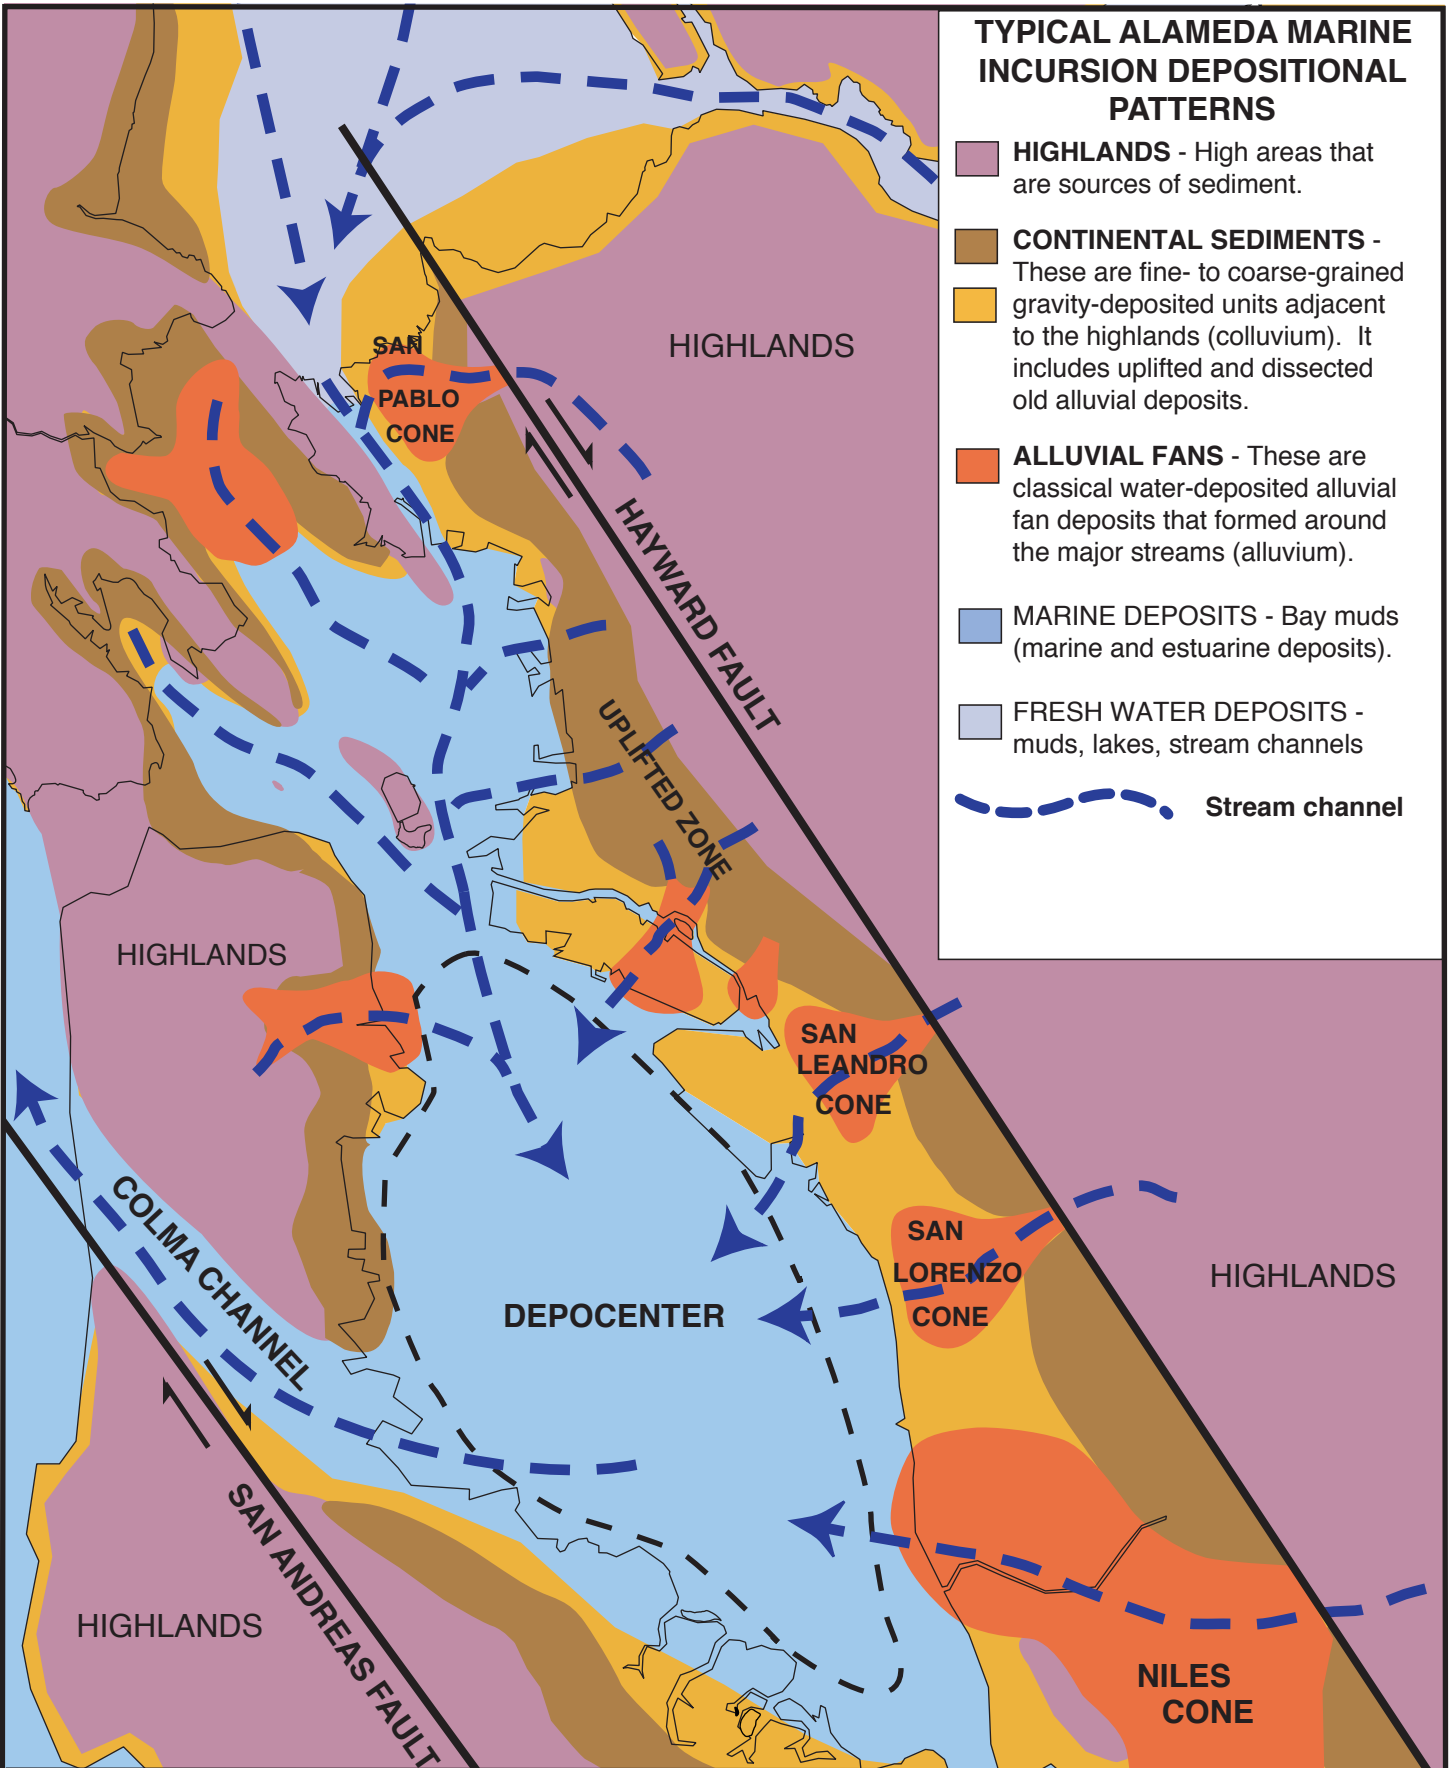 TYPICAL ALAMEDA MARINE
INCURSION DEPOSITIONAL
PATTERNS
HIGHLANDS - High areas that
are sources of sediment.
CONTINENTAL SEDIMENTS -
These are fine- to coarse-grained
gravity-deposited units adjacent
to the highlands (colluvium). It
includes uplifted and dissected
old alluvial deposits.
ALLUVIAL FANS - These are
classical water-deposited alluvial
fan deposits that formed around
the major streams (alluvium).
MARINE DEPOSITS - Bay muds
(marine and estuarine deposits).
FRESH WATER DEPOSITS -
muds, lakes, stream channels
Stream channel
HIGHLANDS
SAN
PABLO
CONE
HAYWARD FAULT
UPLIFTED ZONE
HIGHLANDS
SAN
LEANDRO
CONE
COLMA CHANNEL
SAN
LORENZO
CONE
HIGHLANDS
DEPOCENTER
SAN ANDREAS FAULT
HIGHLANDS
NILES
CONE